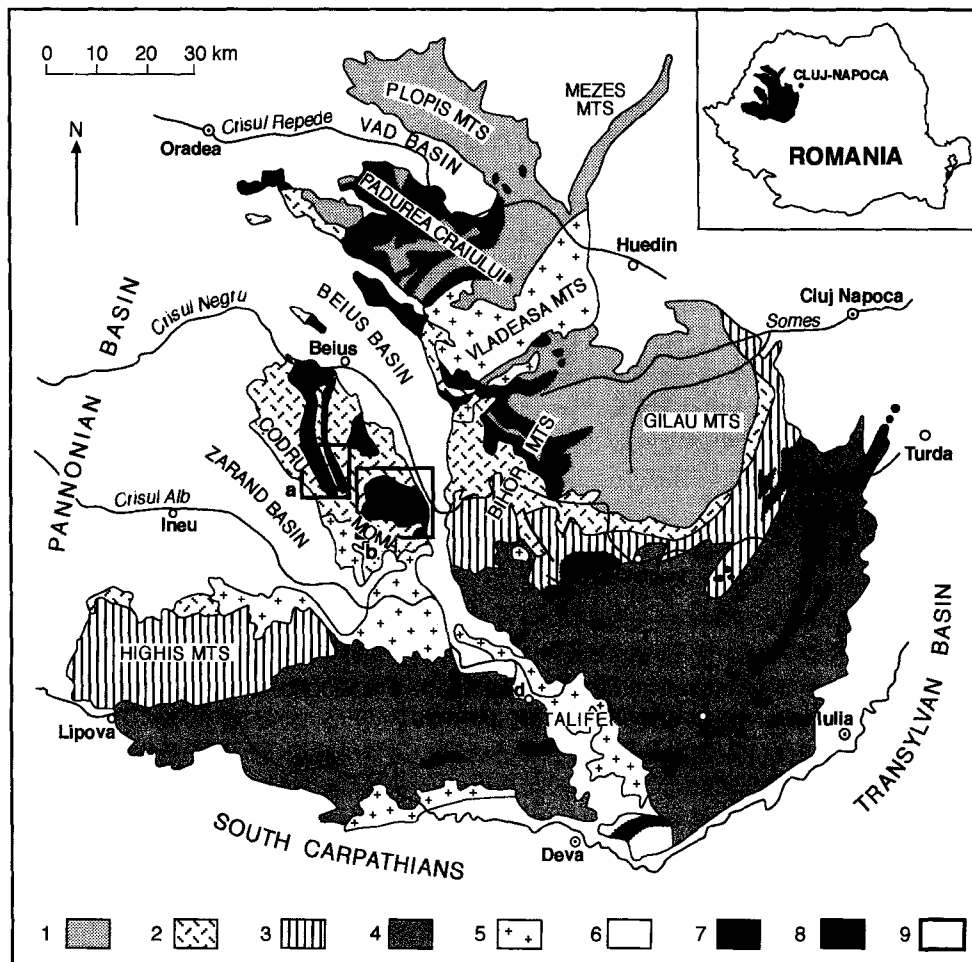 0 10 20 30 km
N
PLOPIS MTS
MEZES
MTS
CLUJ-NAPOCA
ROMANIA
Crisul Repede
Oradea
VAD BASIN
PADUREA CRAIULUI
Huedin
VLADEASA MTS
Cluj Napoca
Somes
PANNONIAN BASIN
Crisul Negru
BEIUS BASIN
Beius
GILAU MTS
BIHOR MTS
Turda
CODRU
a
ZARAND BASIN
MOMA
b
Crisul Alb
Ineu
HIGHIS MTS
Lipova
TRANSYLVAN BASIN
SOUTH CARPATHIANS
Deva
1 2 3 4 5 6 7 8 9